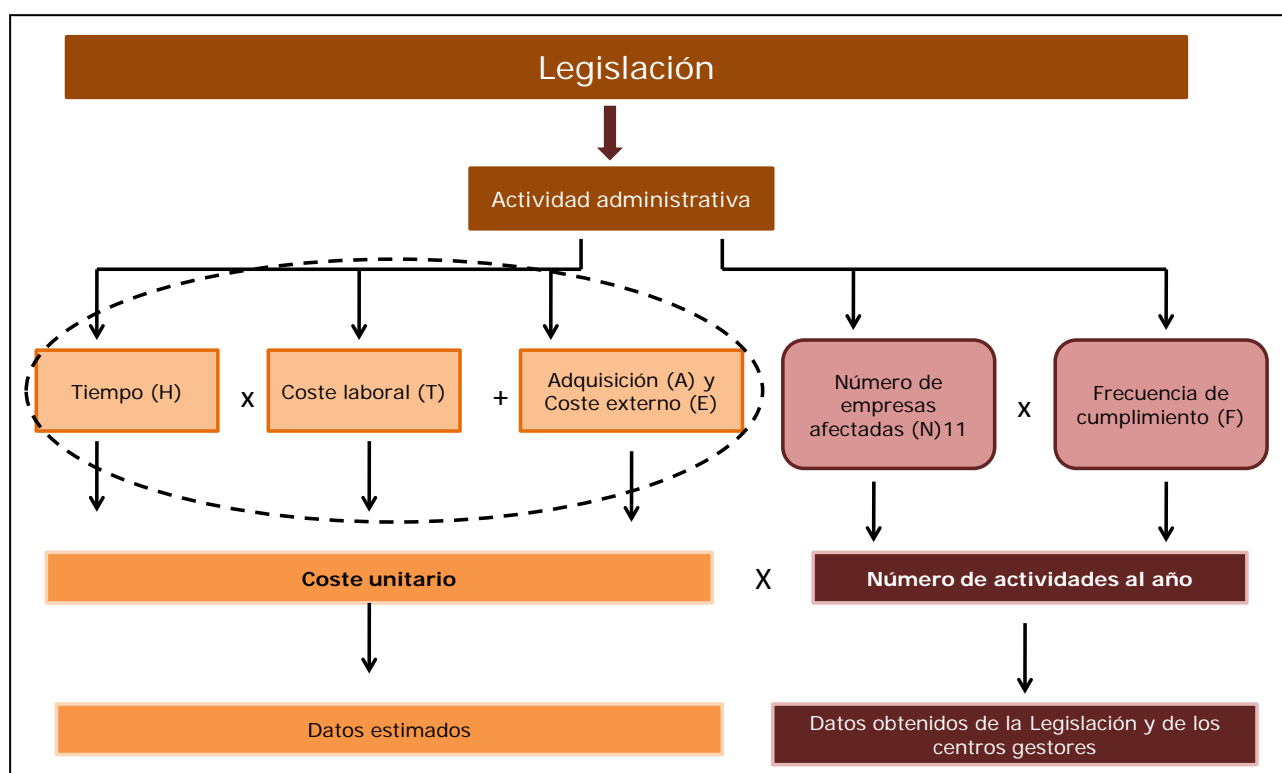 Legislación
Actividad administrativa
Tiempo (H)
x
Coste laboral (T)
+
Adquisición (A) y
Coste externo (E)
Número de
empresas
afectadas (N)11
x
Frecuencia de
cumplimiento (F)
Coste unitario
X
Número de actividades al año
Datos estimados
Datos obtenidos de la Legislación y de los
centros gestores